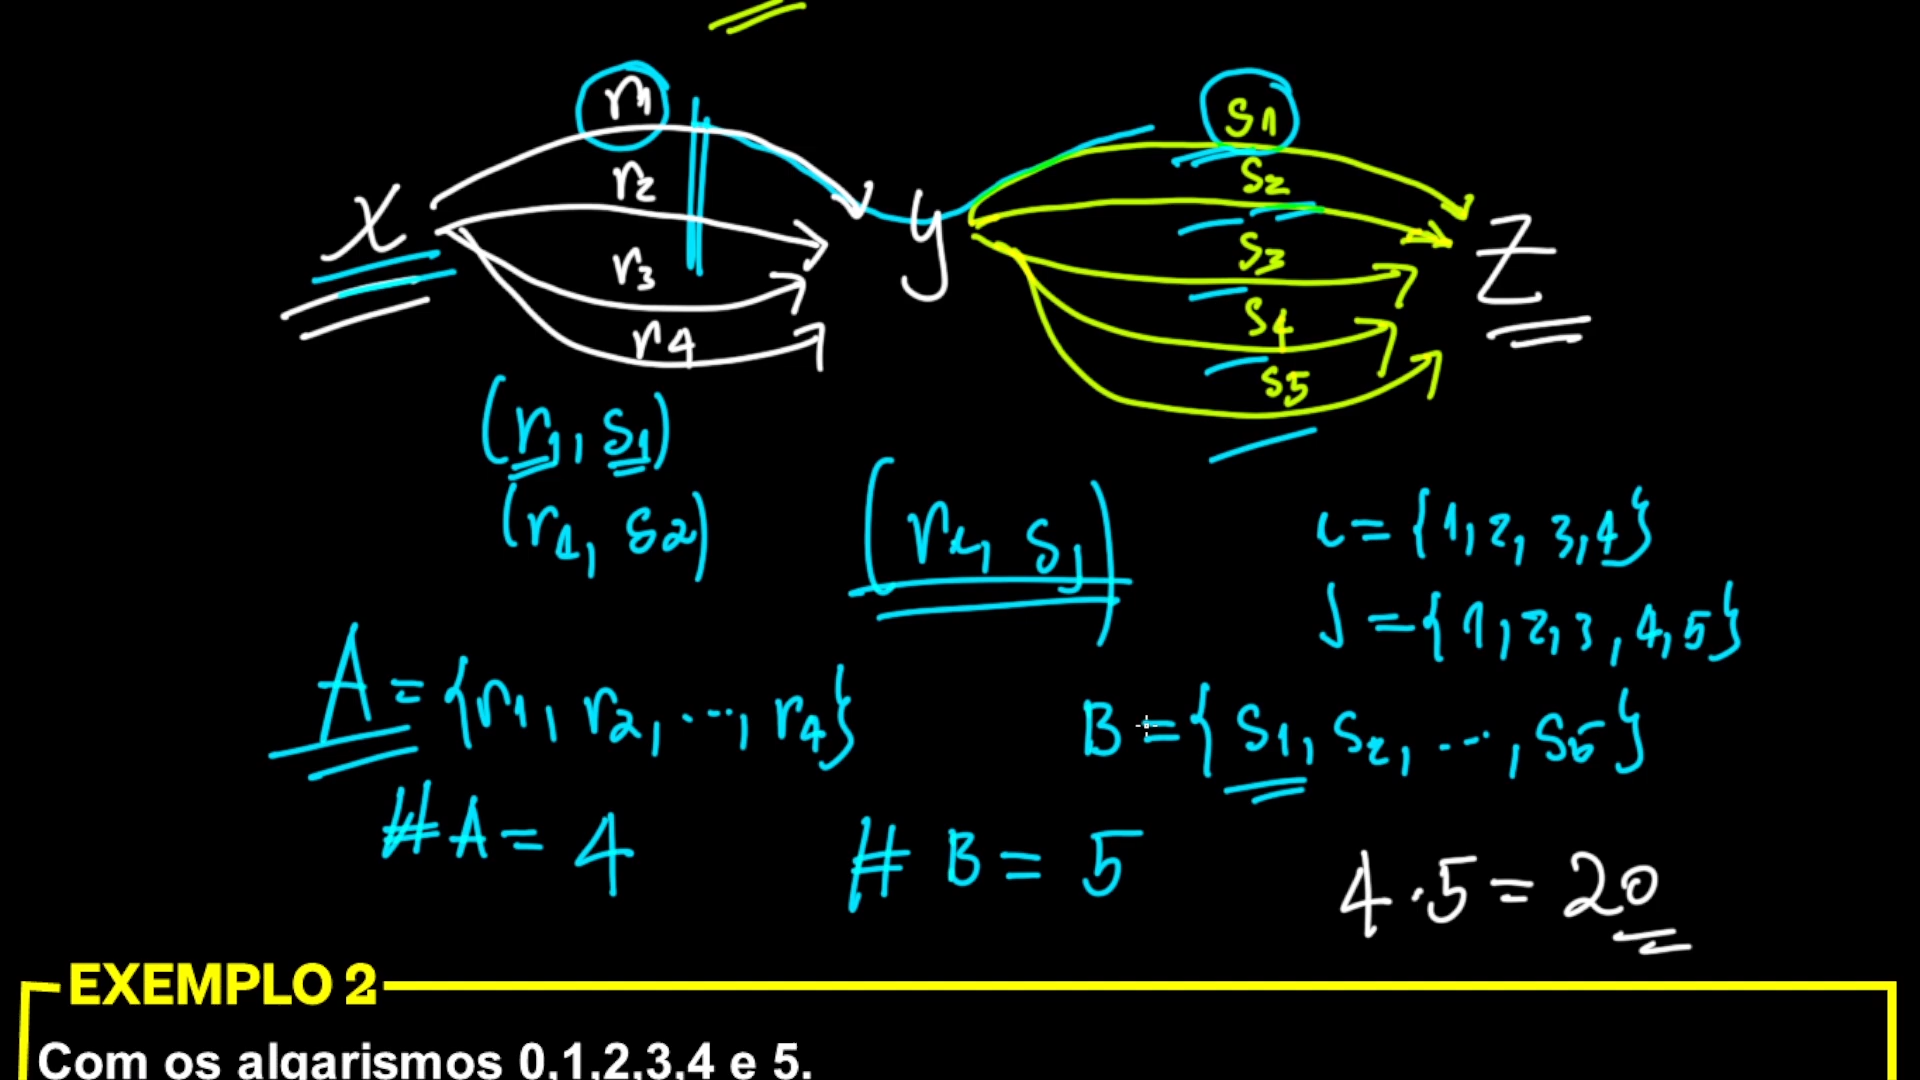 r1 s1
r2 s2
x y z
r3 s3
r4 s4
s5
(r1, s1)
(r1, s2) (ri, sj) i = {1, 2, 3, 4}
J = {1, 2, 3, 4, 5}
A = {r1, r2, ..., r4} B = {s1, s2, ..., s5}
#A = 4 # B = 5 4 · 5 = 20
EXEMPLO 2
Com os algarismos 0,1,2,3,4 e 5.